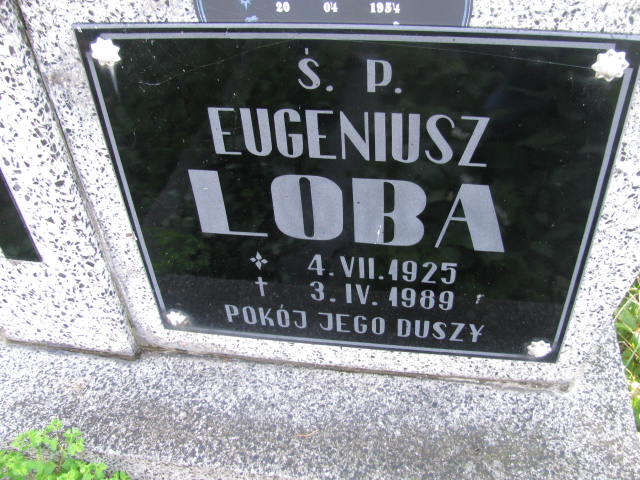 20 04 1954
Ś. P.
EUGENIUSZ
LOBA
4. VII. 1925
† 3. IV. 1989 r
POKÓJ JEGO DUSZY